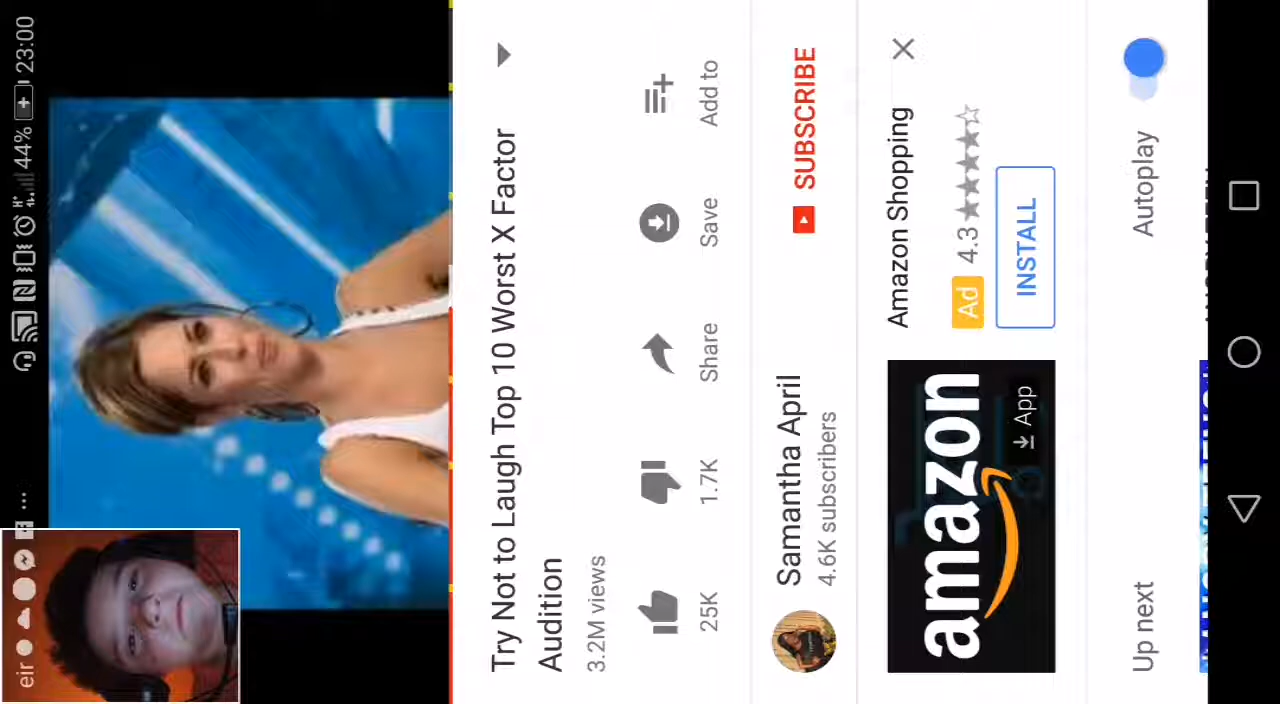 eir ... H+ 4G 44% 23:00
Try Not to Laugh Top 10 Worst X Factor
Audition
3.2M views
25K
1.7K
Share
Save
Add to
Samantha April
4.6K subscribers
SUBSCRIBE
amazon
App
Amazon Shopping
Ad 4.3
INSTALL
Up next
Autoplay